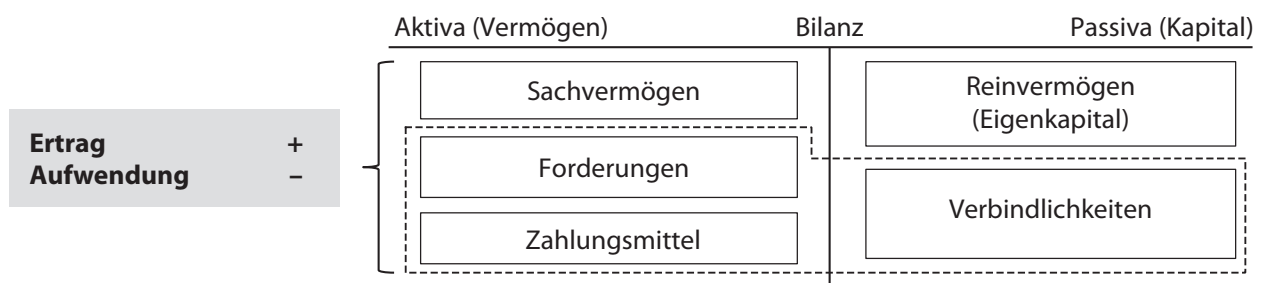 Aktiva (Vermögen) Bilanz Passiva (Kapital)
Sachvermögen
Reinvermögen
(Eigenkapital)
Ertrag +
Aufwendung –
Forderungen
Verbindlichkeiten
Zahlungsmittel